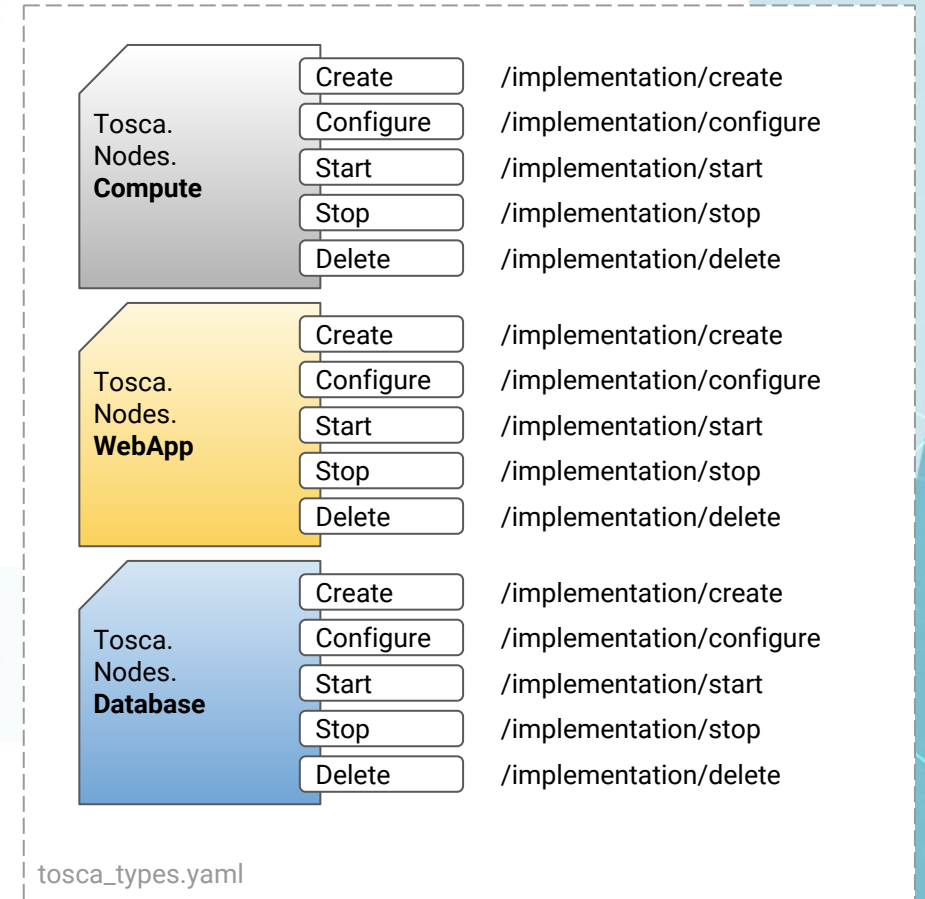 Tosca.
Nodes.
Compute
Create /implementation/create
Configure /implementation/configure
Start /implementation/start
Stop /implementation/stop
Delete /implementation/delete
Tosca.
Nodes.
WebApp
Create /implementation/create
Configure /implementation/configure
Start /implementation/start
Stop /implementation/stop
Delete /implementation/delete
Tosca.
Nodes.
Database
Create /implementation/create
Configure /implementation/configure
Start /implementation/start
Stop /implementation/stop
Delete /implementation/delete
tosca_types.yaml